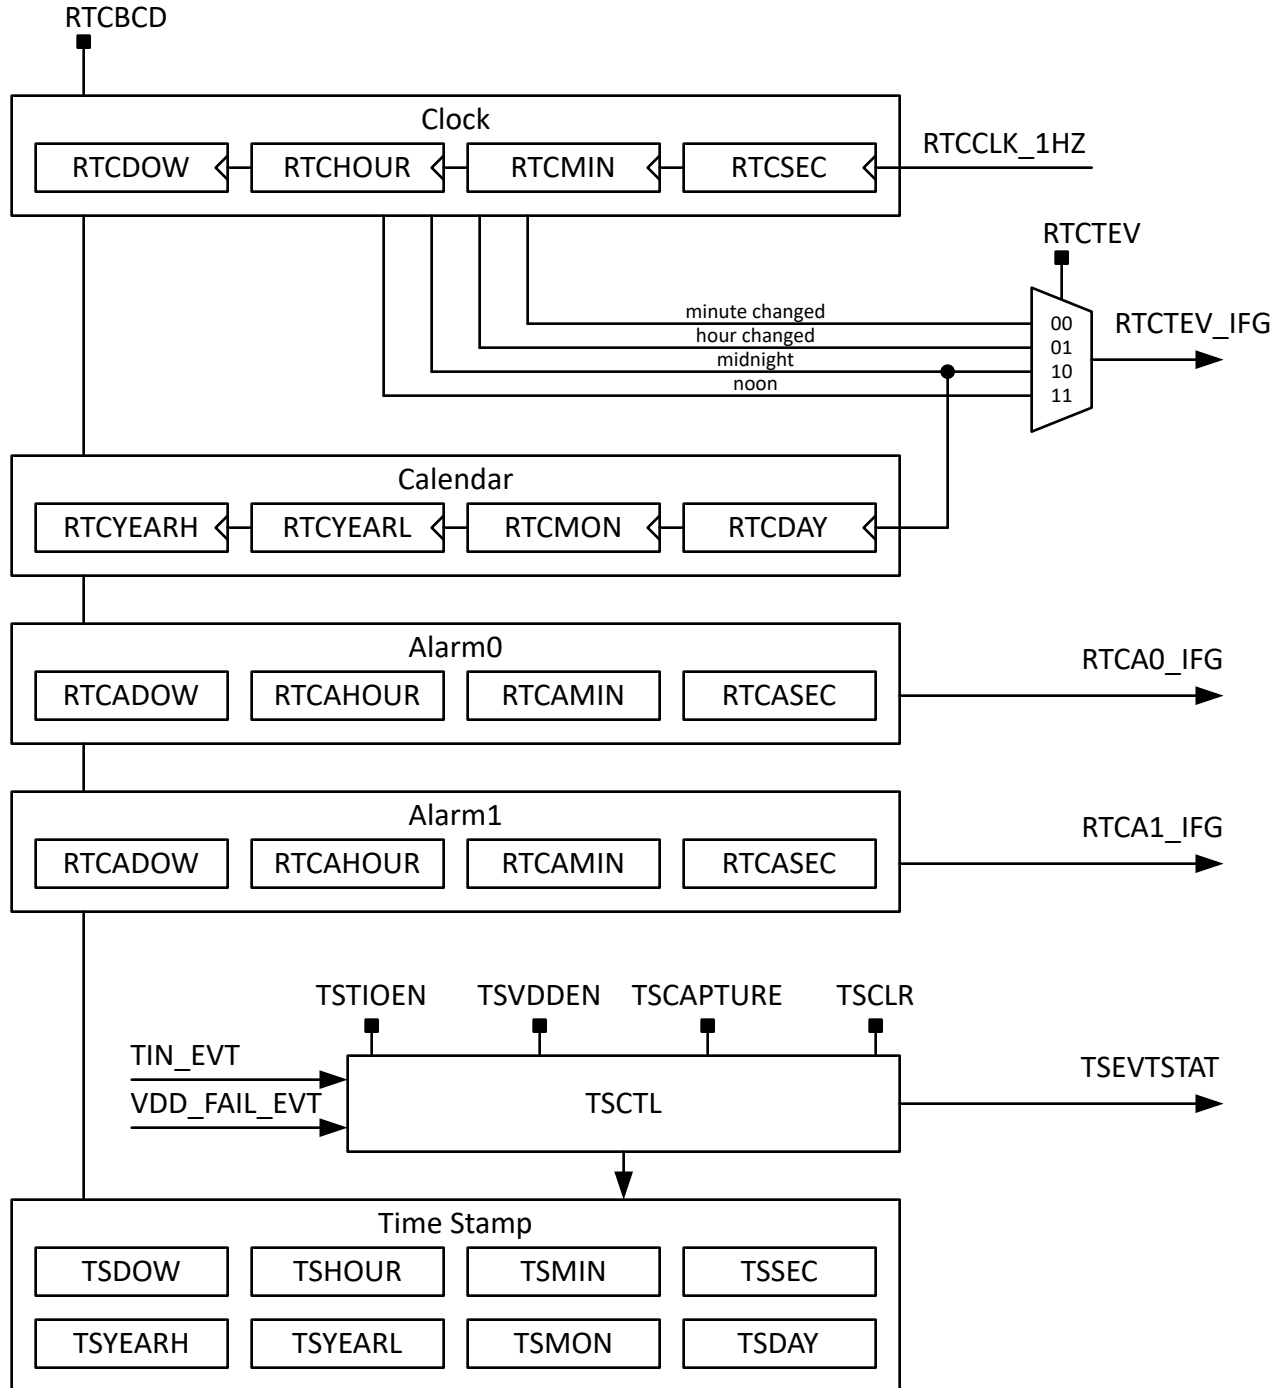 RTCBCD
Clock
RTCDOW RTCHOUR RTCMIN RTCSEC
RTCCLK_1HZ
RTCTEV
minute changed
hour changed
midnight
noon
00
01
10
11
RTCTEV_IFG
Calendar
RTCYEARH RTCYEARL RTCMON RTCDAY
Alarm0
RTCADOW RTCAHOUR RTCAMIN RTCASEC
RTCA0_IFG
Alarm1
RTCADOW RTCAHOUR RTCAMIN RTCASEC
RTCA1_IFG
TSTIOEN TSVDDEN TSCAPTURE TSCLR
TIN_EVT
VDD_FAIL_EVT
TSCTL
TSEVTSTAT
Time Stamp
TSDOW TSHOUR TSMIN TSSEC
TSYEARH TSYEARL TSMON TSDAY